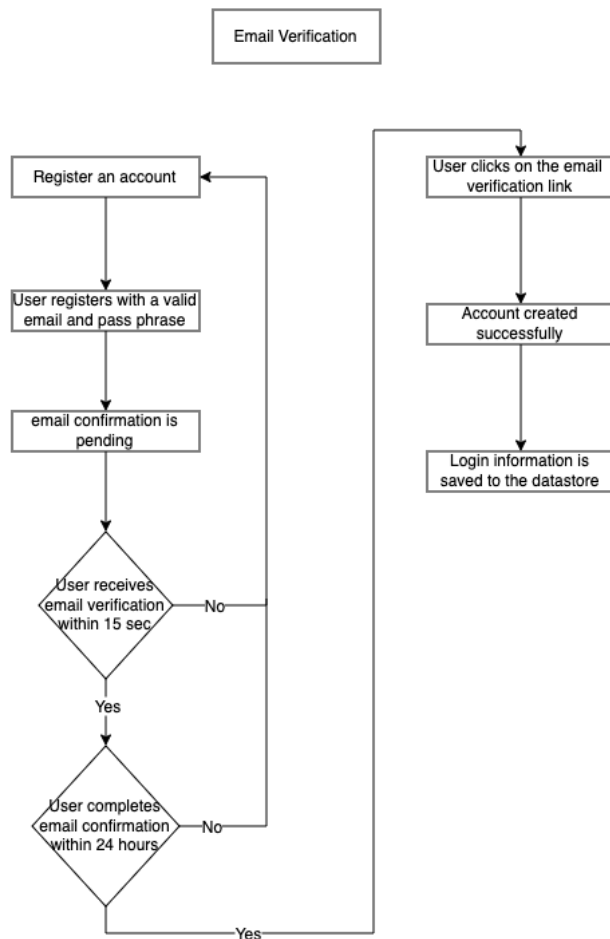 Email Verification
Register an account
User registers with a valid
email and pass phrase
email confirmation is
pending
User receives
email verification
within 15 sec
No
Yes
User completes
email confirmation
within 24 hours
No
Yes
User clicks on the email
verification link
Account created
successfully
Login information is
saved to the datastore